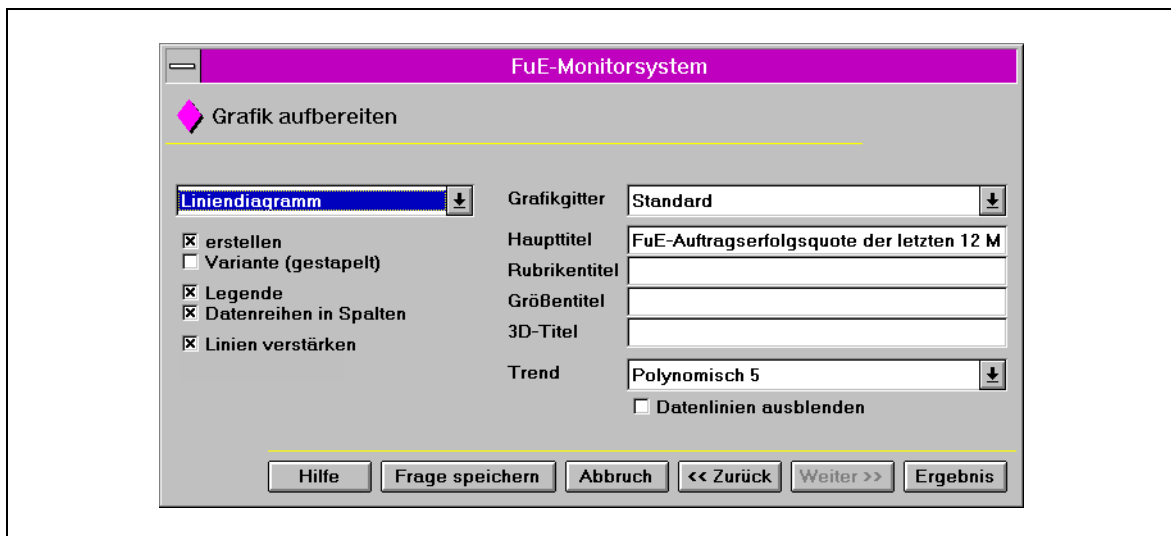 FuE-Monitorsystem
Grafik aufbereiten
Liniendiagramm
erstellen
Variante (gestapelt)
Legende
Datenreihen in Spalten
Linien verstärken
Grafikgitter Standard
Haupttitel FuE-Auftragserfolgsquote der letzten 12 M
Rubrikentitel
Größentitel
3D-Titel
Trend Polynomisch 5
Datenlinien ausblenden
Hilfe Frage speichern Abbruch << Zurück Weiter >> Ergebnis